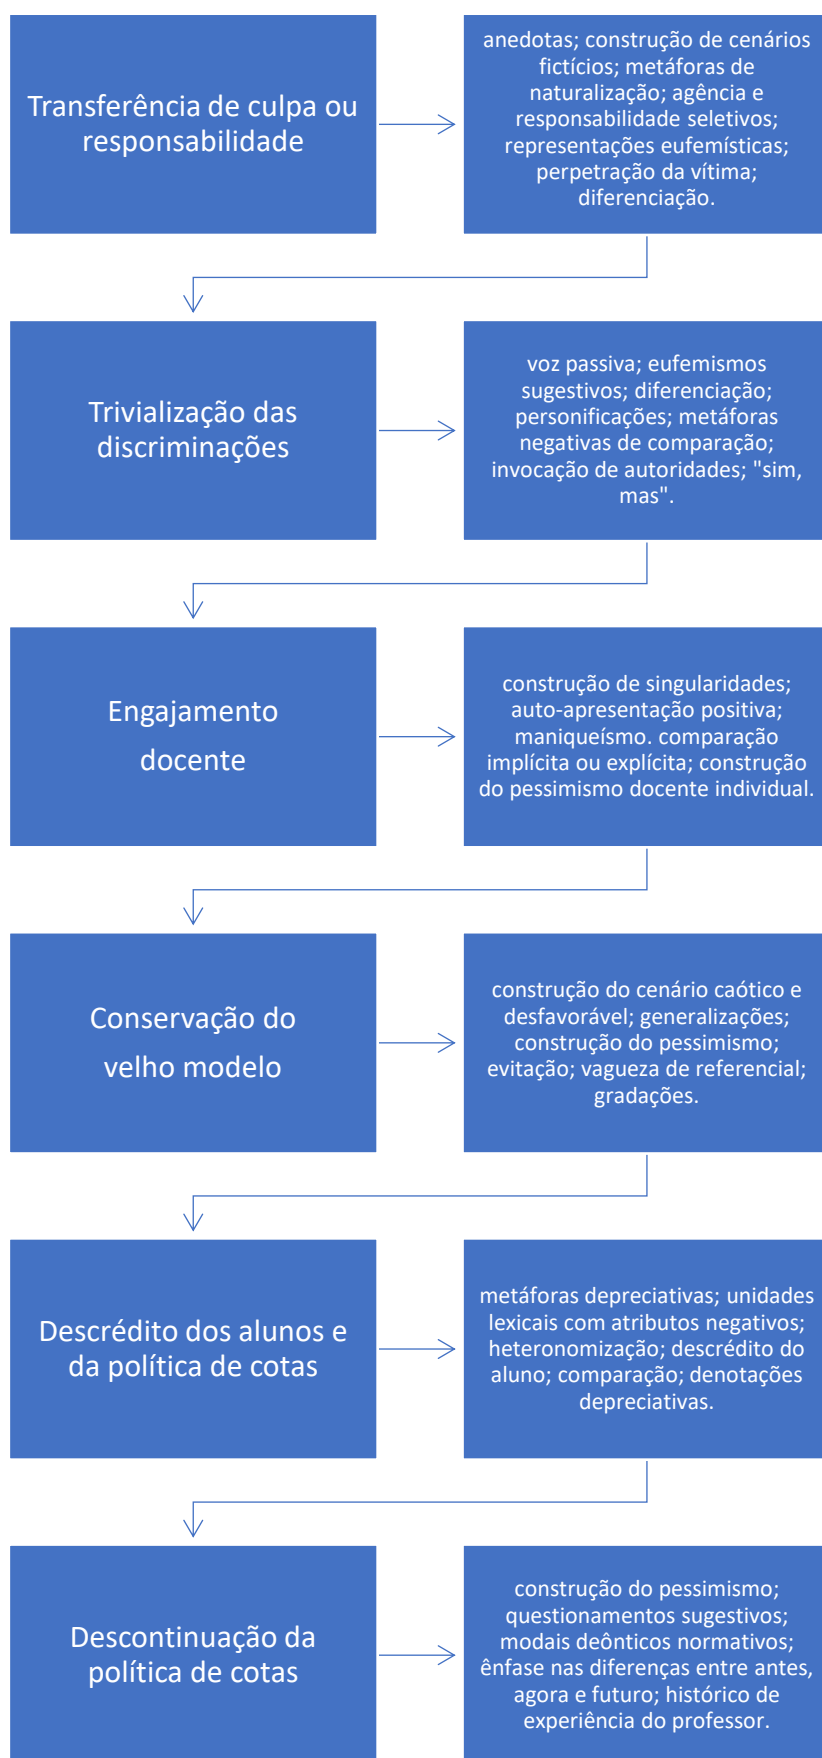 Transferência de culpa ou
responsabilidade
anedotas; construção de cenários
fictícios; metáforas de
naturalização; agência e
responsabilidade seletivos;
representações eufemísticas;
perpetração da vítima;
diferenciação.
Trivialização das
discriminações
voz passiva; eufemismos
sugestivos; diferenciação;
personificações; metáforas
negativas de comparação;
invocação de autoridades; "sim,
mas".
Engajamento
docente
construção de singularidades;
auto-apresentação positiva;
maniqueísmo. comparação
implícita ou explícita; construção
do pessimismo docente individual.
Conservação do
velho modelo
construção do cenário caótico e
desfavorável; generalizações;
construção do pessimismo;
evitação; vagueza de referencial;
gradações.
Descrédito dos alunos e
da política de cotas
metáforas depreciativas; unidades
lexicais com atributos negativos;
heteronomização; descrédito do
aluno; comparação; denotações
depreciativas.
Descontinuação da
política de cotas
construção do pessimismo;
questionamentos sugestivos;
modais deônticos normativos;
ênfase nas diferenças entre antes,
agora e futuro; histórico de
experiência do professor.